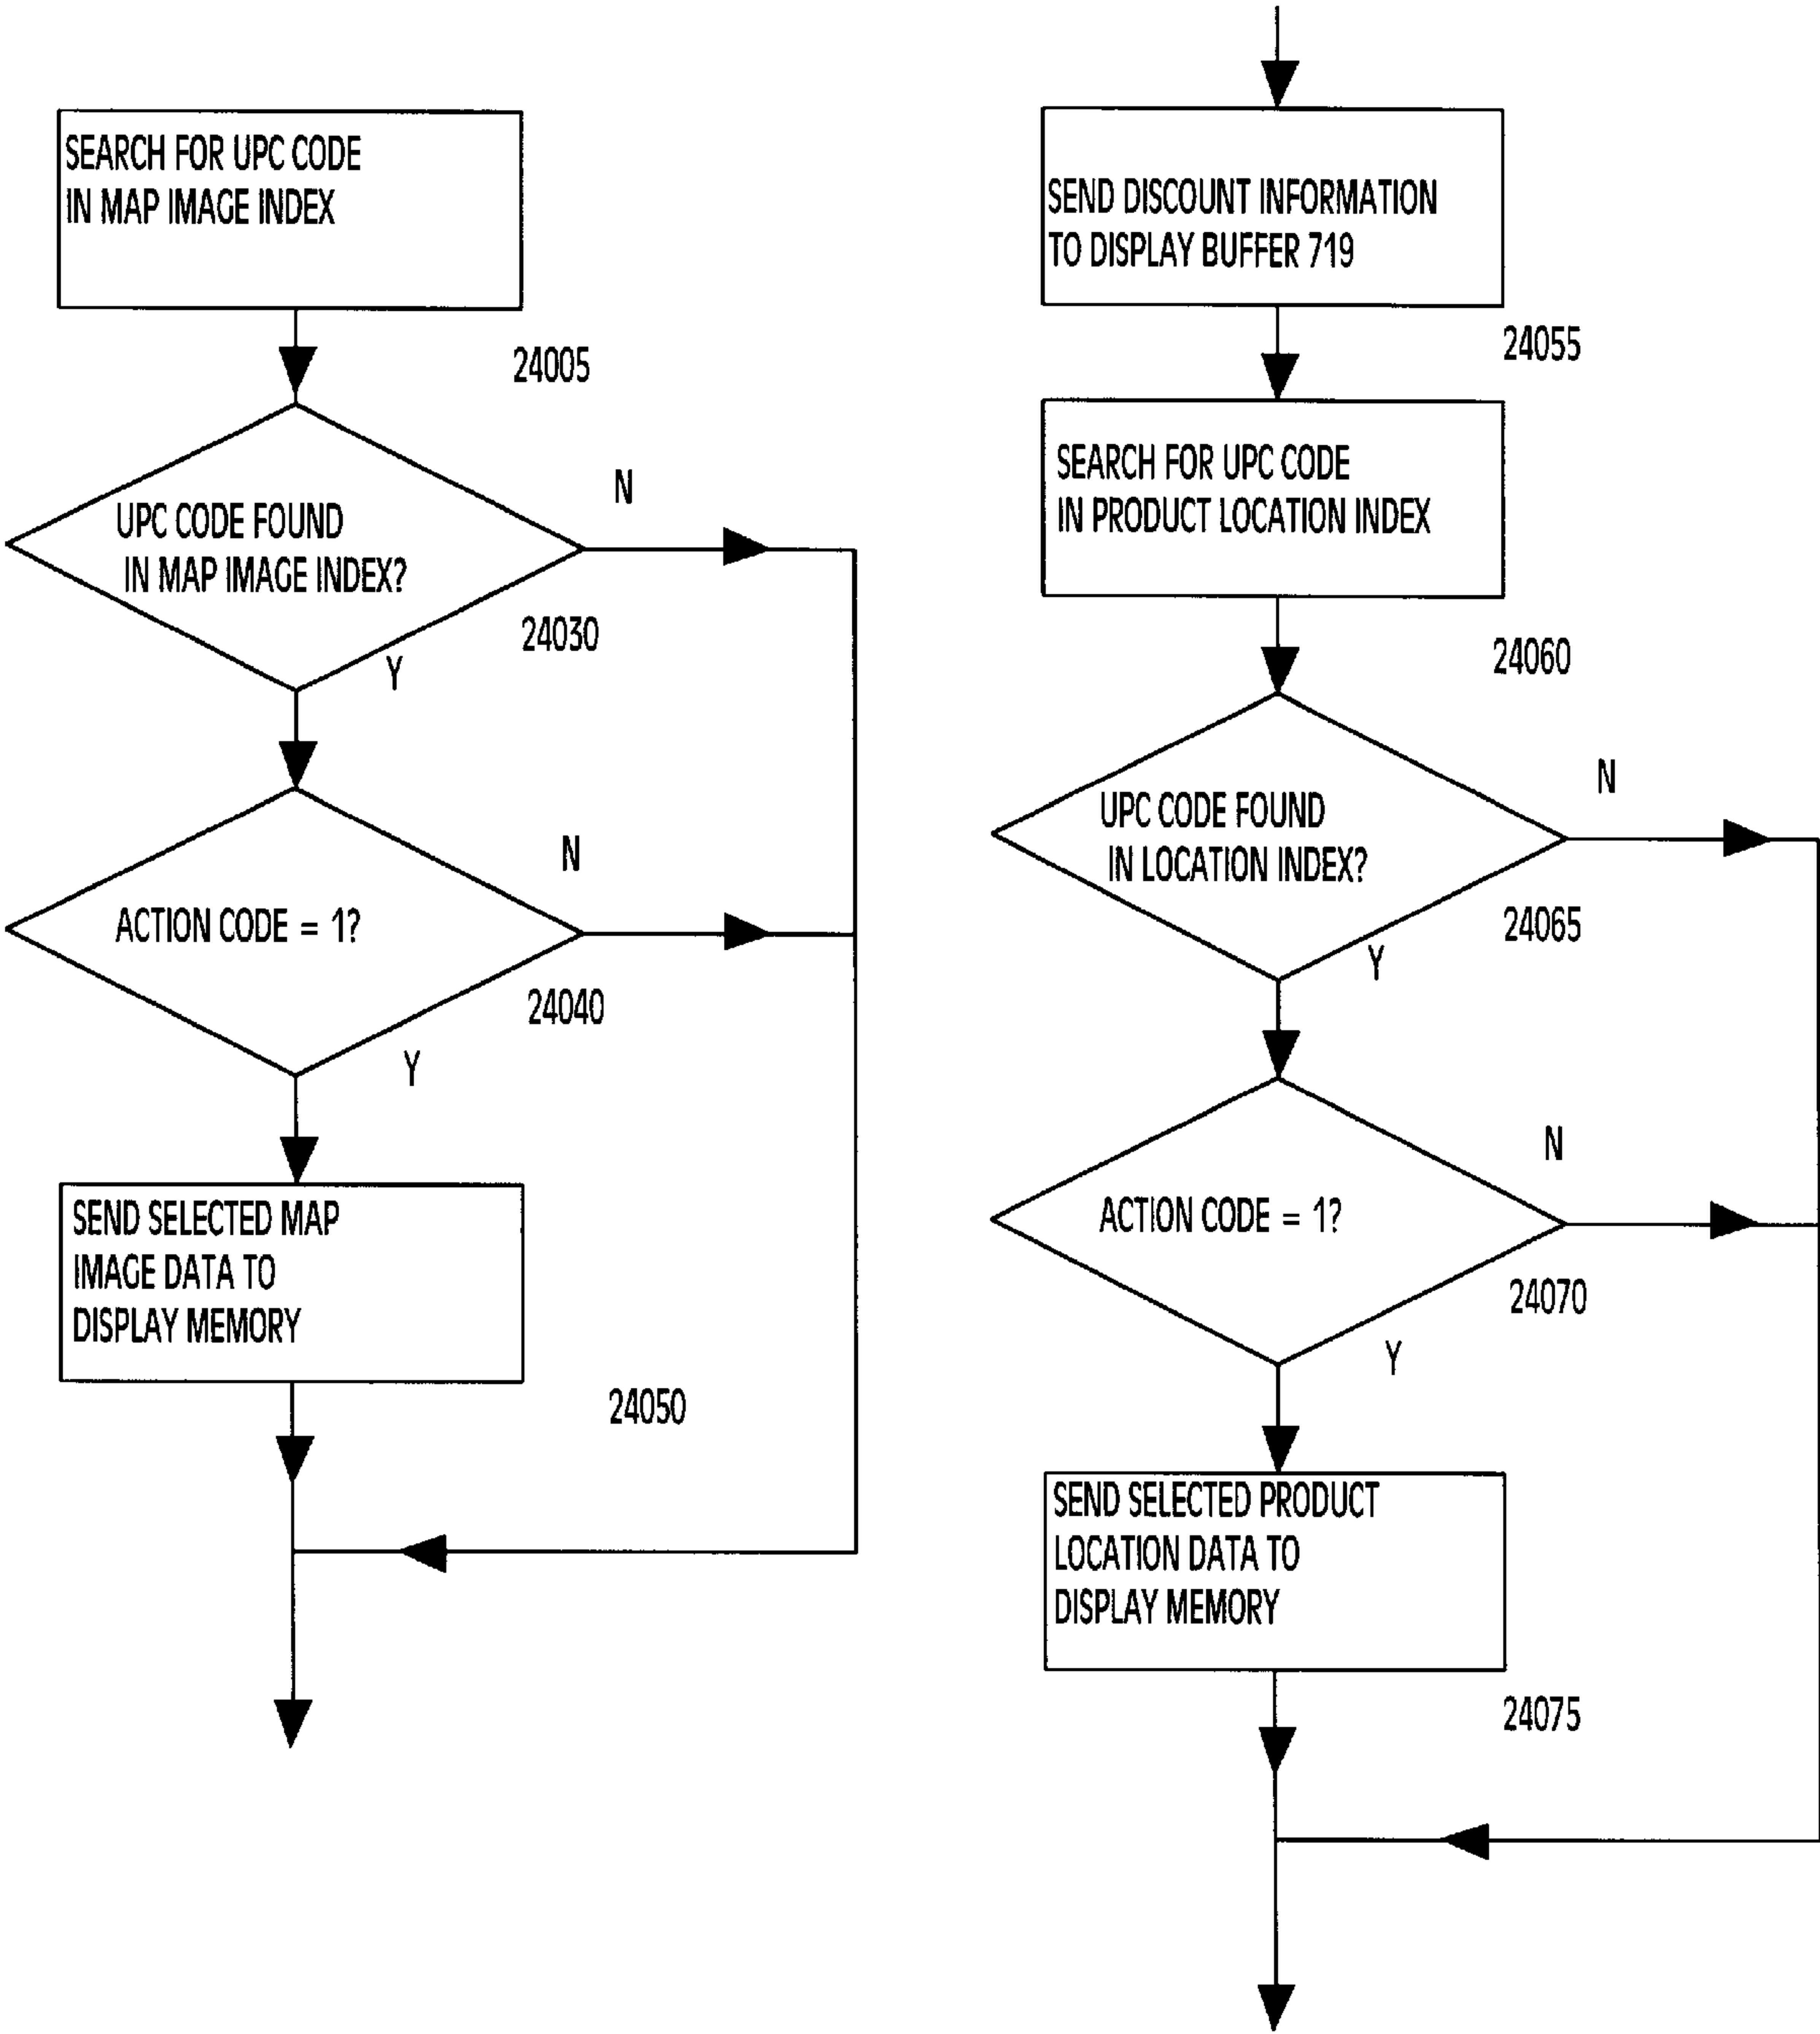 SEARCH FOR UPC CODE
IN MAP IMAGE INDEX
24005
UPC CODE FOUND
IN MAP IMAGE INDEX?
N
24030
Y
ACTION CODE = 1?
N
24040
Y
SEND SELECTED MAP
IMAGE DATA TO
DISPLAY MEMORY
24050
SEND DISCOUNT INFORMATION
TO DISPLAY BUFFER 719
24055
SEARCH FOR UPC CODE
IN PRODUCT LOCATION INDEX
24060
UPC CODE FOUND
IN LOCATION INDEX?
N
24065
Y
ACTION CODE = 1?
N
24070
Y
SEND SELECTED PRODUCT
LOCATION DATA TO
DISPLAY MEMORY
24075